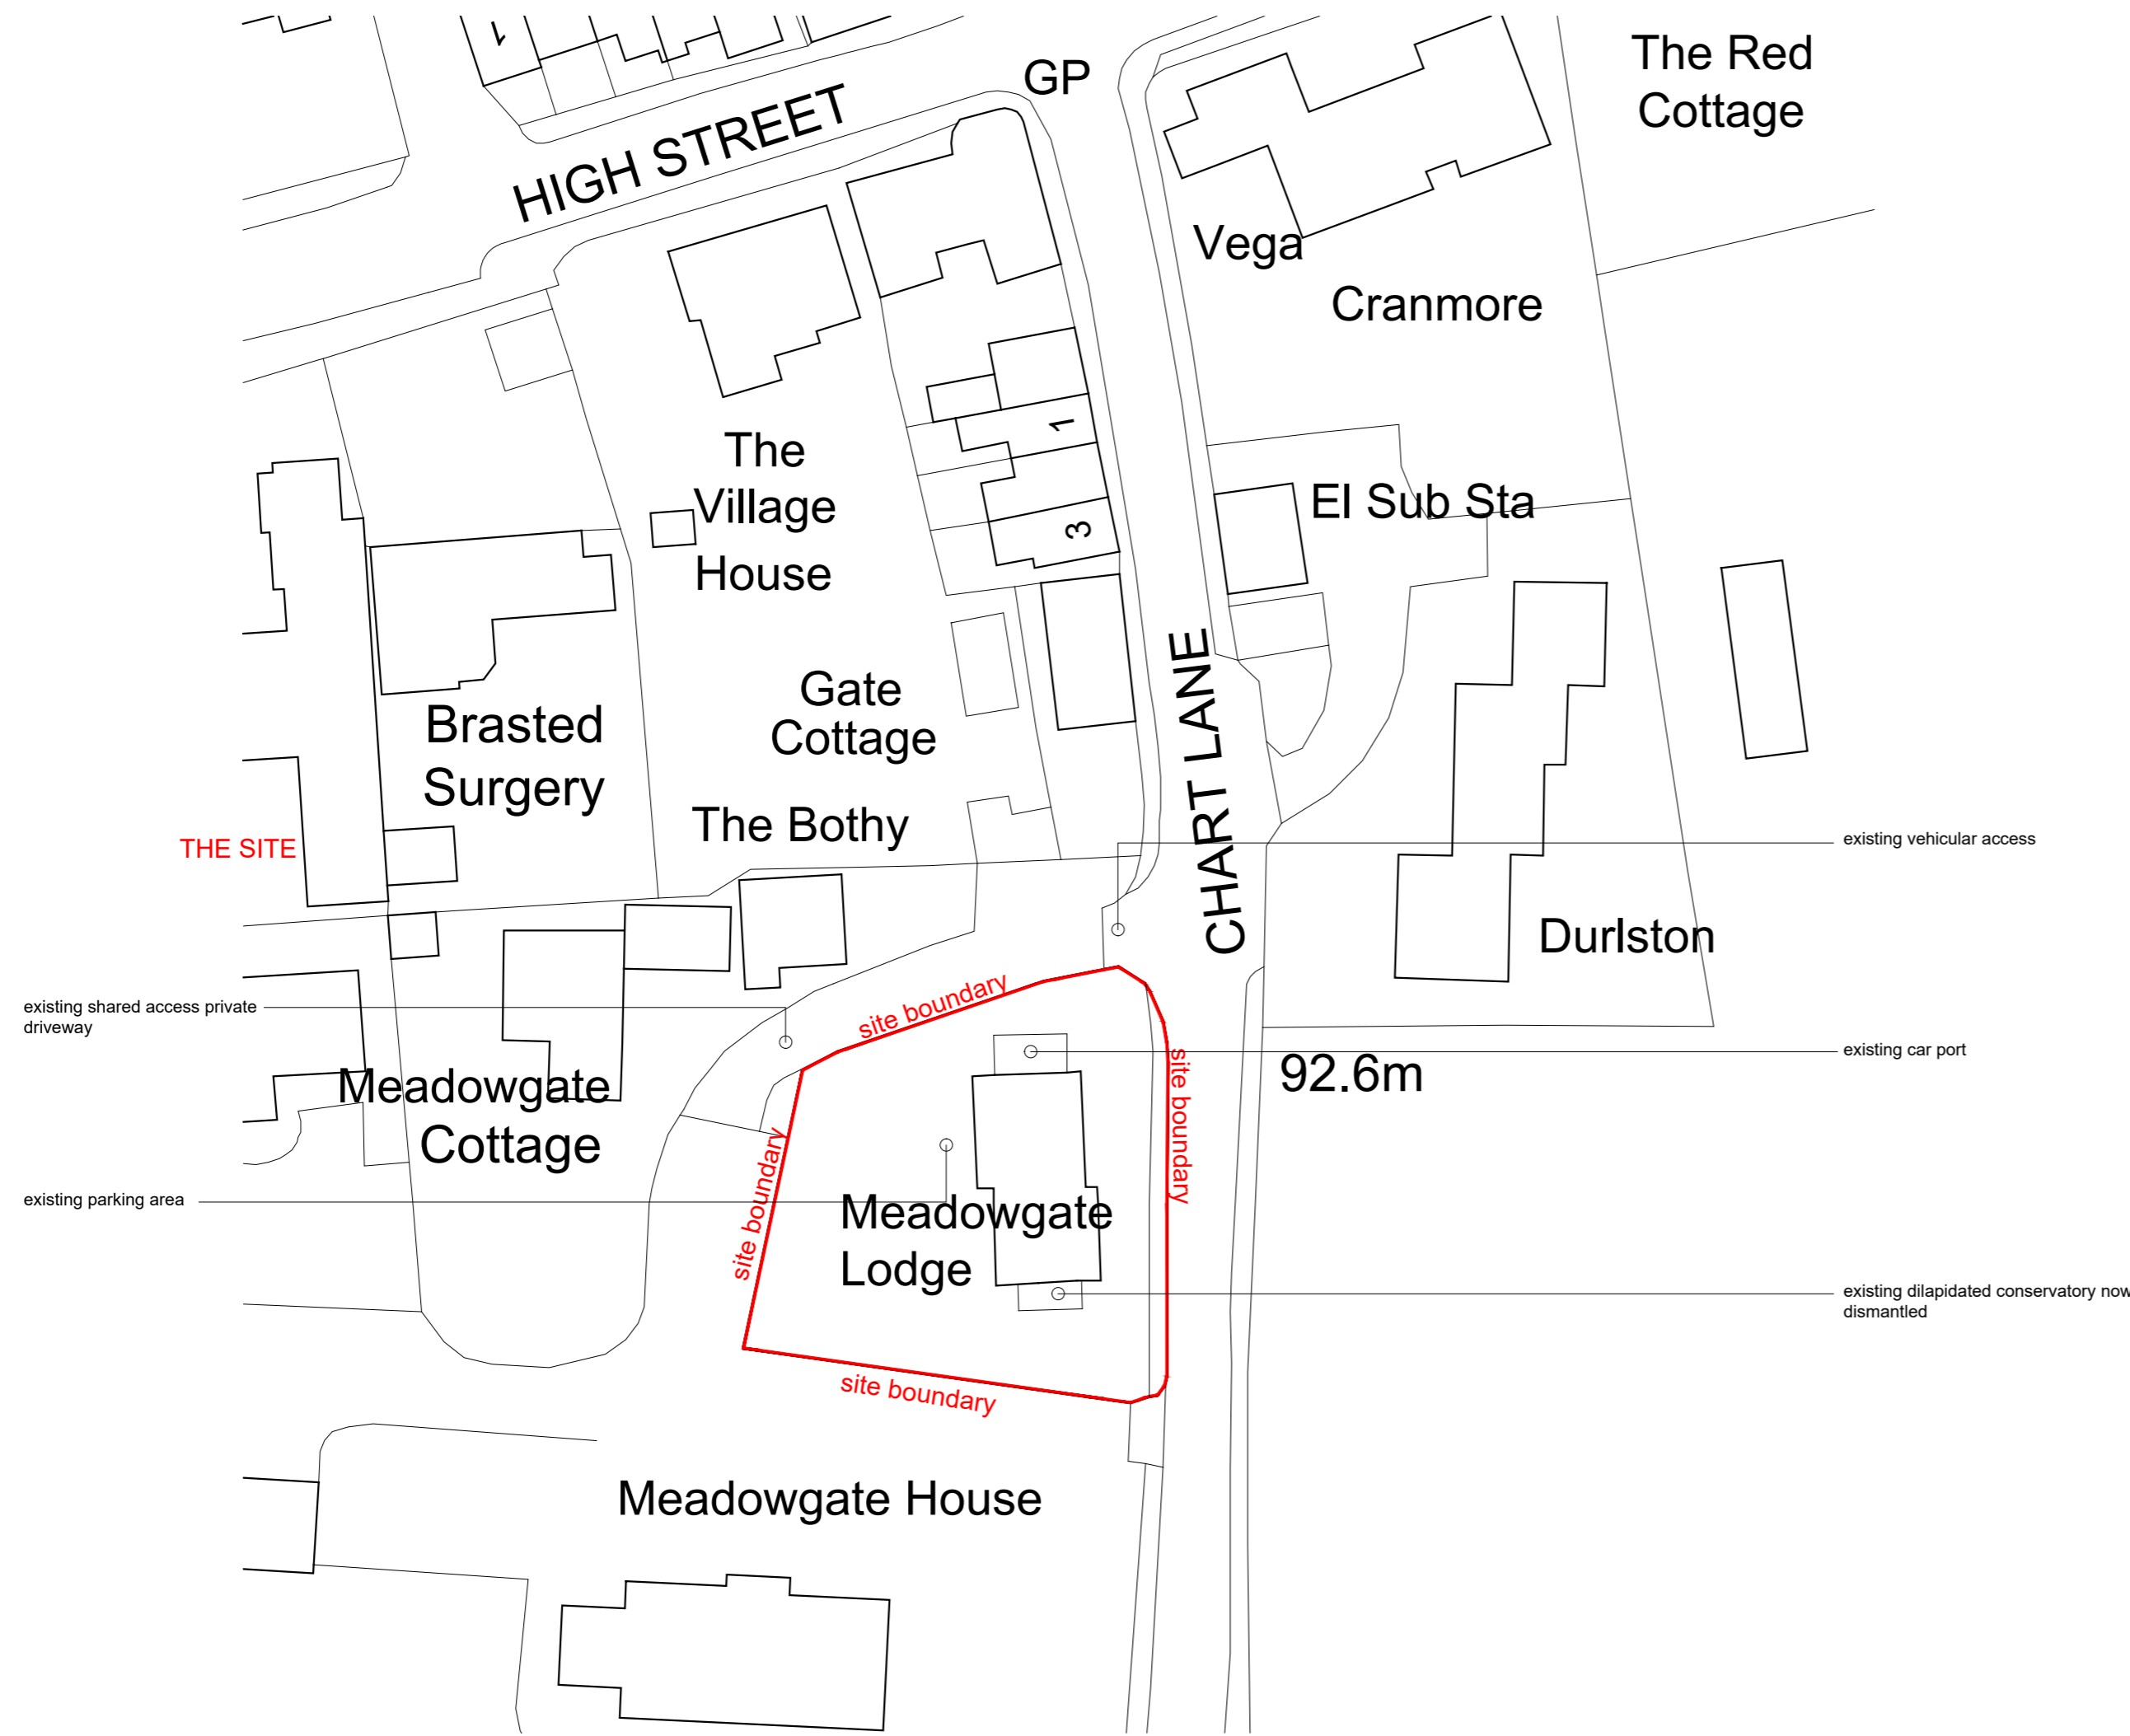 1
The Red
Cottage
GP
HIGH STREET
Vega
Cranmore
1
The
Village
House
3
El Sub Sta
Gate
Cottage
CHART LANE
Brasted
Surgery
The Bothy
THE SITE
existing vehicular access
Durlston
existing shared access private
driveway
site boundary
existing car port
92.6m
Meadowgate
Cottage
site boundary
site boundary
existing parking area
Meadowgate
Lodge
existing dilapidated conservatory now
dismantled
site boundary
Meadowgate House